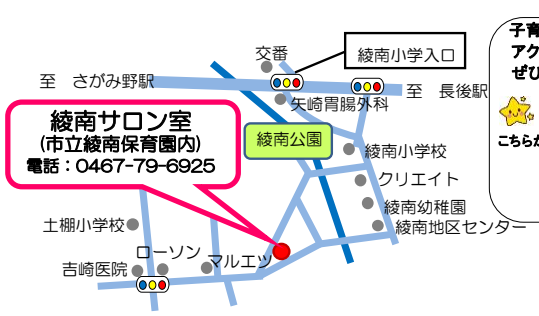 交番
綾南小学入口
至 さがみ野駅
至 長後駅
矢崎胃腸外科
綾南サロン室
(市立綾南保育園内)
電話：0467-79-6925
綾南公園
綾南小学校
クリエイト
綾南幼稚園
綾南地区センター
土棚小学校
ローソン
マルエツ
吉崎医院
子育
アク
ぜひ
こちらか